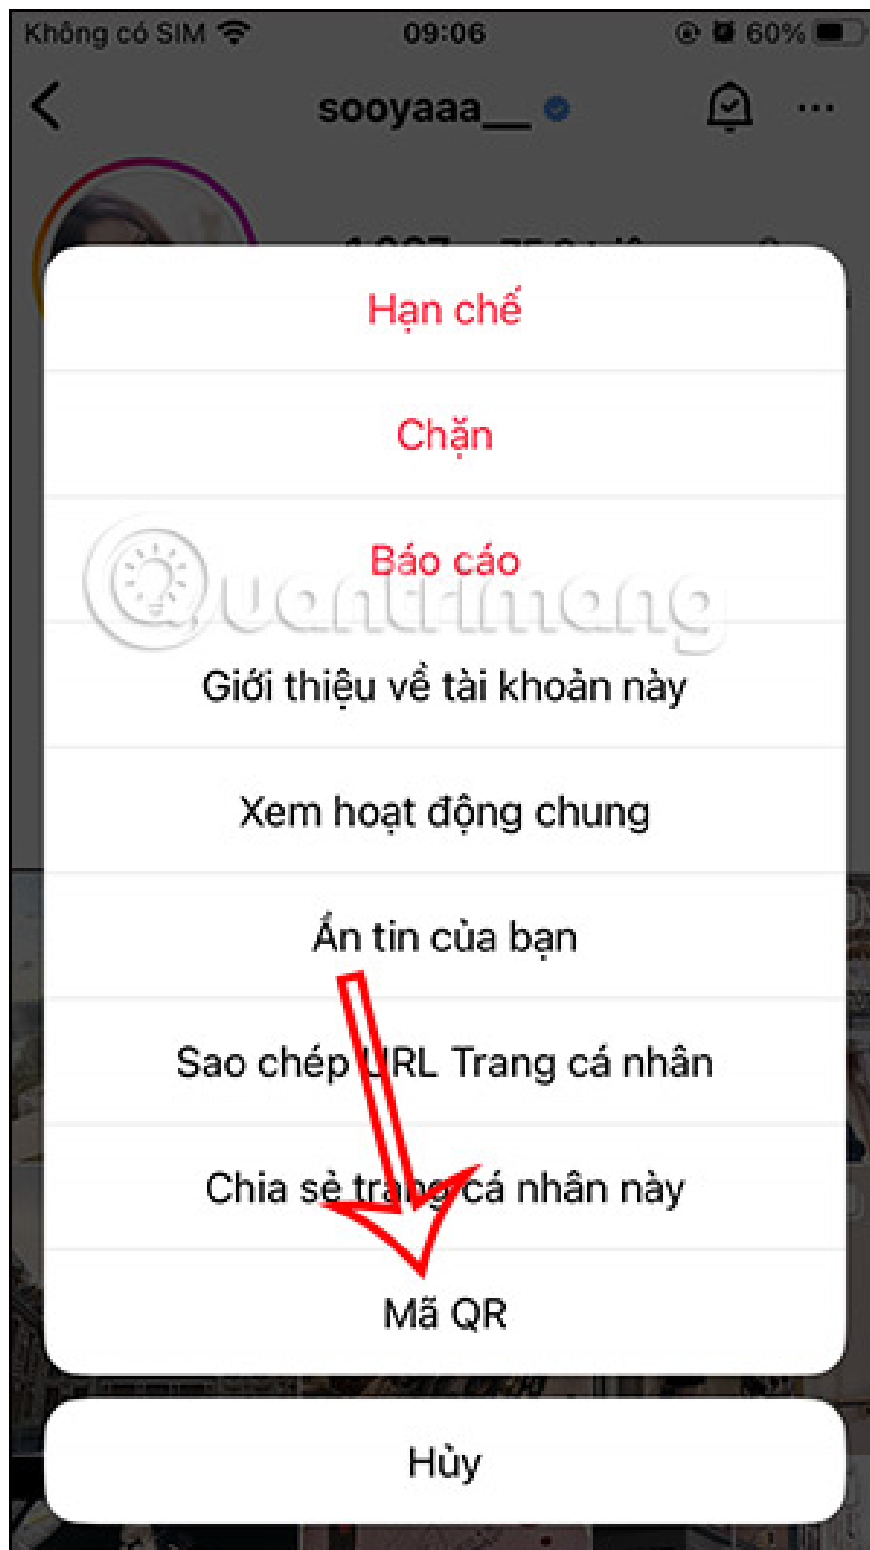 Không có SIM 09:06 60%
sooyaaa__
Hạn chế
Chặn
Báo cáo
Quantrimang
Giới thiệu về tài khoản này
Xem hoạt động chung
Ẩn tin của bạn
Sao chép URL Trang cá nhân
Chia sẻ trang cá nhân này
Mã QR
Hủy